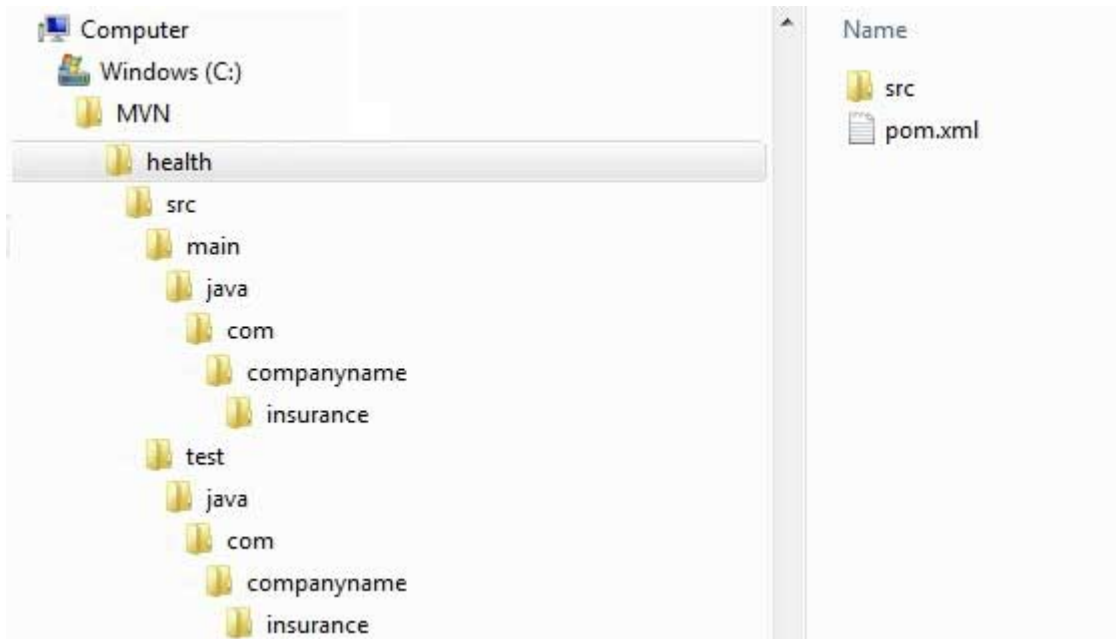 Computer
Windows (C:)
MVN
health
src
main
java
com
companyname
insurance
test
java
com
companyname
insurance
Name
src
pom.xml